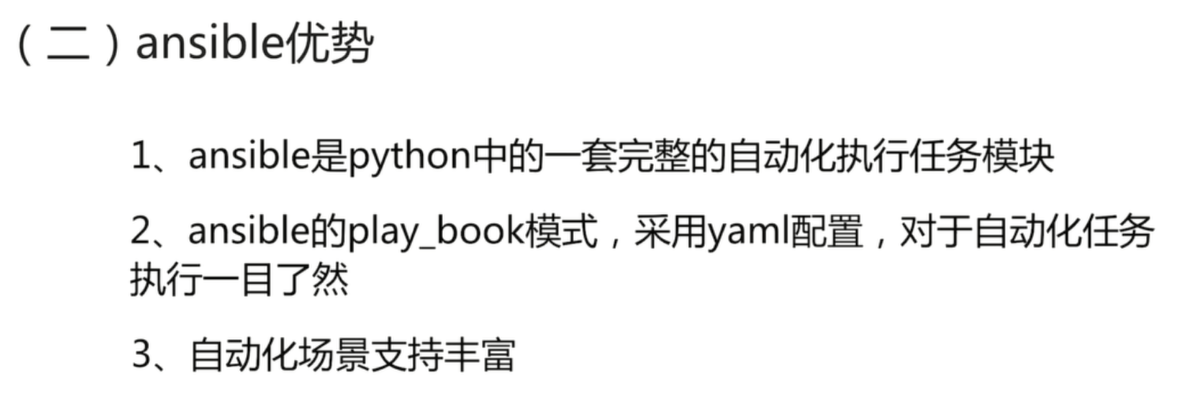 （二）ansible优势
1、ansible是python中的一套完整的自动化执行任务模块
2、ansible的play_book模式，采用yaml配置，对于自动化任务
执行一目了然
3、自动化场景支持丰富